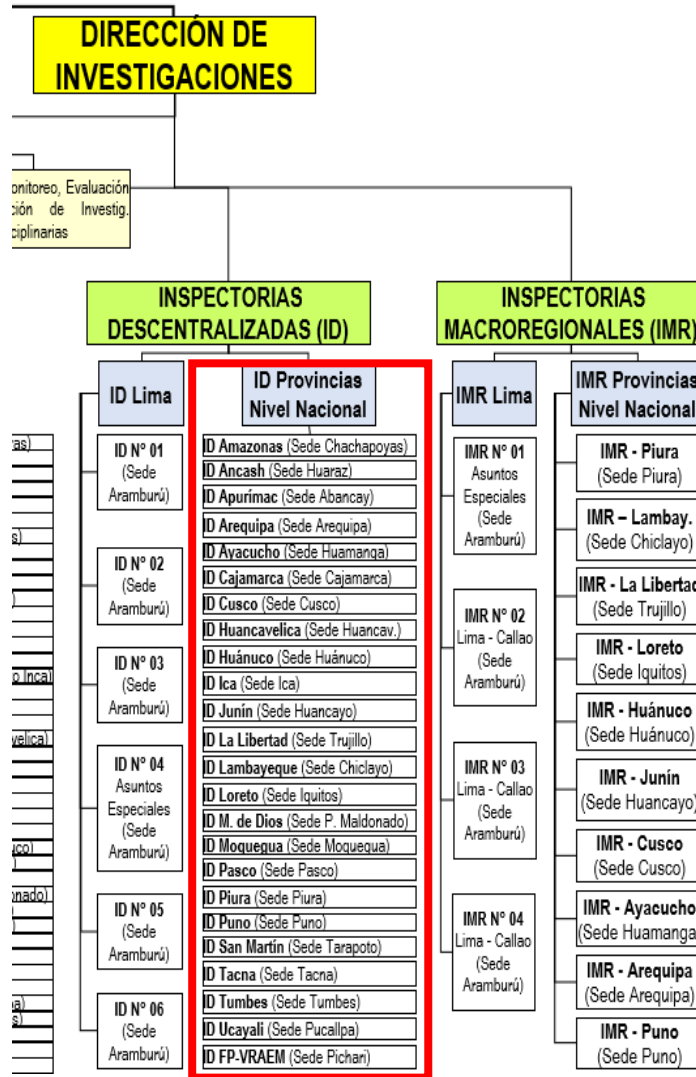 DIRECCIÓN DE
INVESTIGACIONES
Evaluación
de Investig.
INSPECTORIAS
DESCENTRALIZADAS (ID)
INSPECTORIAS
MACROREGIONALES (IMR)
ID Lima
ID Nº 01
(Sede
Aramburú)
ID Nº 02
(Sede
Aramburú)
ID Nº 03
(Sede
Aramburú)
ID Nº 04
Asuntos
Especiales
(Sede
Aramburú)
ID Nº 05
(Sede
Aramburú)
ID Nº 06
(Sede
Aramburú)
ID Provincias
Nivel Nacional
ID Amazonas (Sede Chachapoyas)
ID Ancash (Sede Huaraz)
ID Apurímac (Sede Abancay)
ID Arequipa (Sede Arequipa)
ID Ayacucho (Sede Huamanga)
ID Cajamarca (Sede Cajamarca)
ID Cusco (Sede Cusco)
ID Huancavelica (Sede Huancav.)
ID Huánuco (Sede Huánuco)
ID Ica (Sede Ica)
ID Junín (Sede Huancayo)
ID La Libertad (Sede Trujillo)
ID Lambayeque (Sede Chiclayo)
ID Loreto (Sede Iquitos)
ID M. de Dios (Sede P. Maldonado)
ID Moquegua (Sede Moquegua)
ID Pasco (Sede Pasco)
ID Piura (Sede Piura)
ID Puno (Sede Puno)
ID San Martín (Sede Tarapoto)
ID Tacna (Sede Tacna)
ID Tumbes (Sede Tumbes)
ID Ucayali (Sede Pucallpa)
ID FP-VRAEM (Sede Pichari)
IMR Lima
IMR Nº 01
Asuntos
Especiales
(Sede
Aramburú)
IMR Nº 02
Lima - Callao
(Sede
Aramburú)
IMR Nº 03
Lima - Callao
(Sede
Aramburú)
IMR Nº 04
Lima - Callao
(Sede
Aramburú)
IMR Provincias
Nivel Nacional
IMR - Piura
(Sede Piura)
IMR – Lambay.
(Sede Chiclayo)
IMR - La Libertad
(Sede Trujillo)
IMR - Loreto
(Sede Iquitos)
IMR - Huánuco
(Sede Huánuco)
IMR - Junín
(Sede Huancayo)
IMR - Cusco
(Sede Cusco)
IMR - Ayacucho
(Sede Huamanga
IMR - Arequipa
(Sede Arequipa)
IMR - Puno
(Sede Puno)